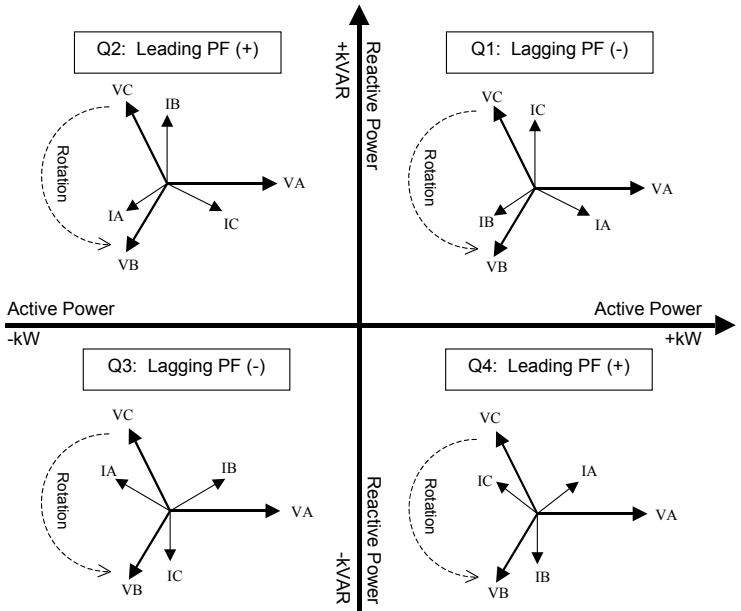 Q2: Leading PF (+)
VC
IB
Rotation
VA
IA
IC
VB
+kVAR
Reactive Power
Q1: Lagging PF (-)
VC
IC
Rotation
VA
IB
IA
VB
Active Power
-kW
Active Power
+kW
Q3: Lagging PF (-)
VC
IA
IB
Rotation
VA
VB
IC
-kVAR
Reactive Power
Q4: Leading PF (+)
VC
IC
IA
Rotation
VA
VB
IB